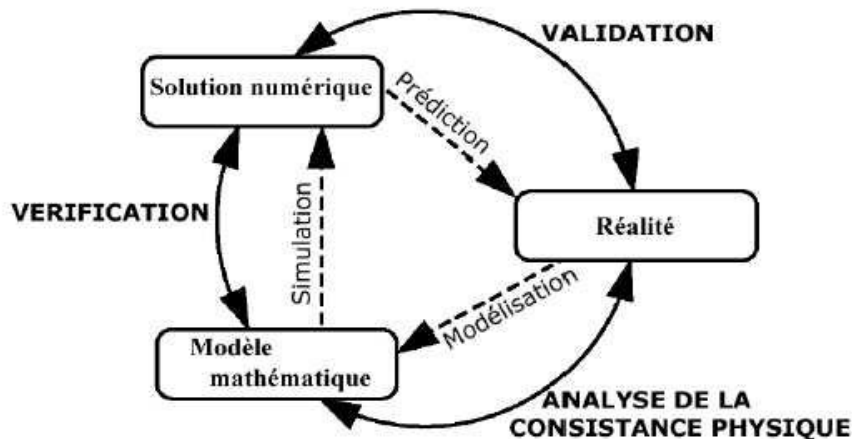 VALIDATION
Solution numérique
Prédiction
VERIFICATION
Simulation
Réalité
Modélisation
Modèle
mathématique
ANALYSE DE LA
CONSISTANCE PHYSIQUE